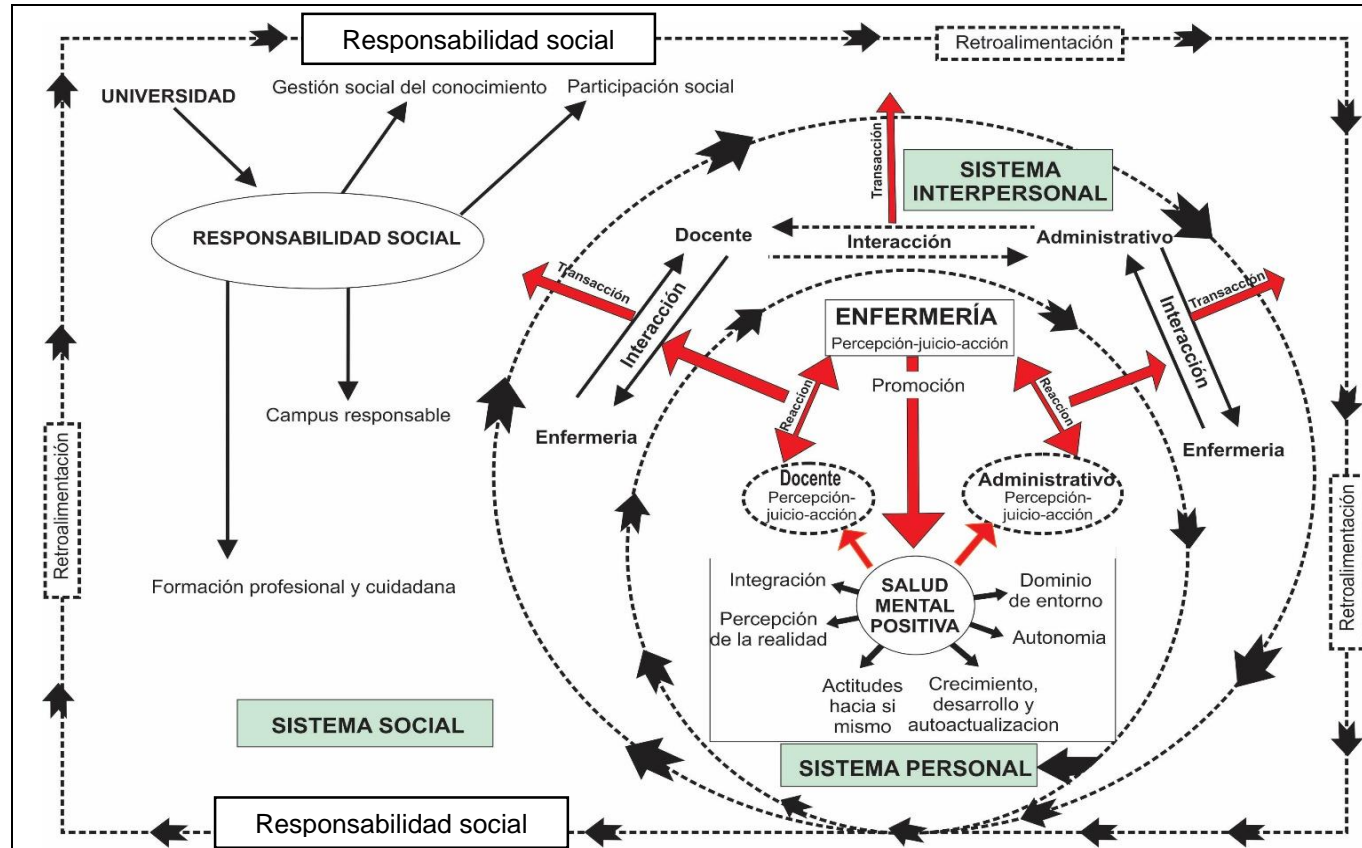 Responsabilidad social
Retroalimentación
UNIVERSIDAD
Gestión social del conocimiento
Participación social
Transacción
SISTEMA
INTERPERSONAL
RESPONSABILIDAD SOCIAL
Docente
Interacción
Administrativo
Transacción
Interacción
Transacción
Interacción
ENFERMERÍA
Percepción-juicio-acción
Promoción
Reaccion
Reaccion
Campus responsable
Enfermeria
Enfermeria
Docente
Percepción-
juicio-acción
Administrativo
Percepción-
juicio-acción
Retroalimentación
Retroalimentación
Formación profesional y cuidadana
Integración
SALUD
MENTAL
POSITIVA
Dominio
de entorno
Percepción
de la realidad
Autonomia
Actitudes
hacia si
mismo
Crecimiento,
desarrollo y
autoactualizacion
SISTEMA SOCIAL
SISTEMA PERSONAL
Responsabilidad social